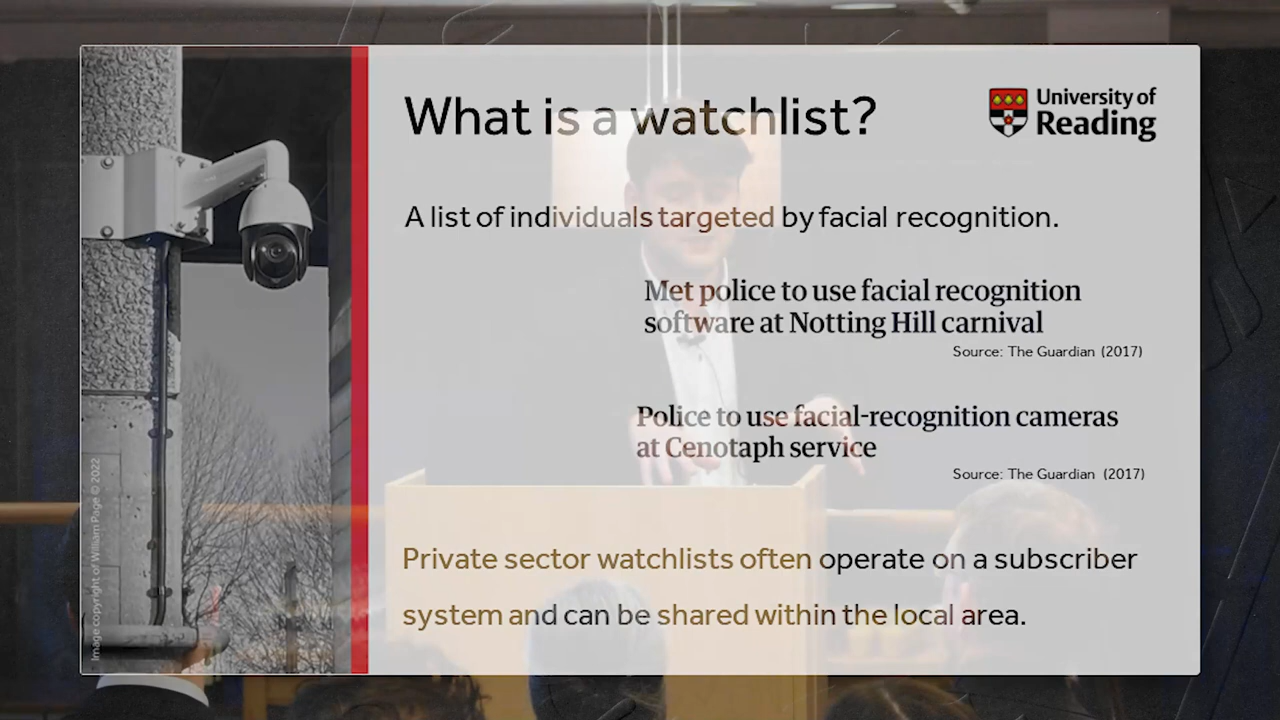 What is a watchlist?
University of
Reading
A list of individuals targeted by facial recognition.
Met police to use facial recognition
software at Notting Hill carnival
Source: The Guardian (2017)
Police to use facial-recognition cameras
at Cenotaph service
Source: The Guardian (2017)
Private sector watchlists often operate on a subscriber
system and can be shared within the local area.
Image copyright of William Page © 2022